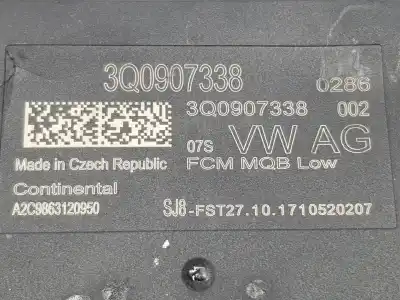 3Q0907338 0286
3Q0907338 002
07S VW AG
Made in Czech Republic FCM MQB Low
Continental
A2C9863120950 SJ8-FST27.10.1710520207